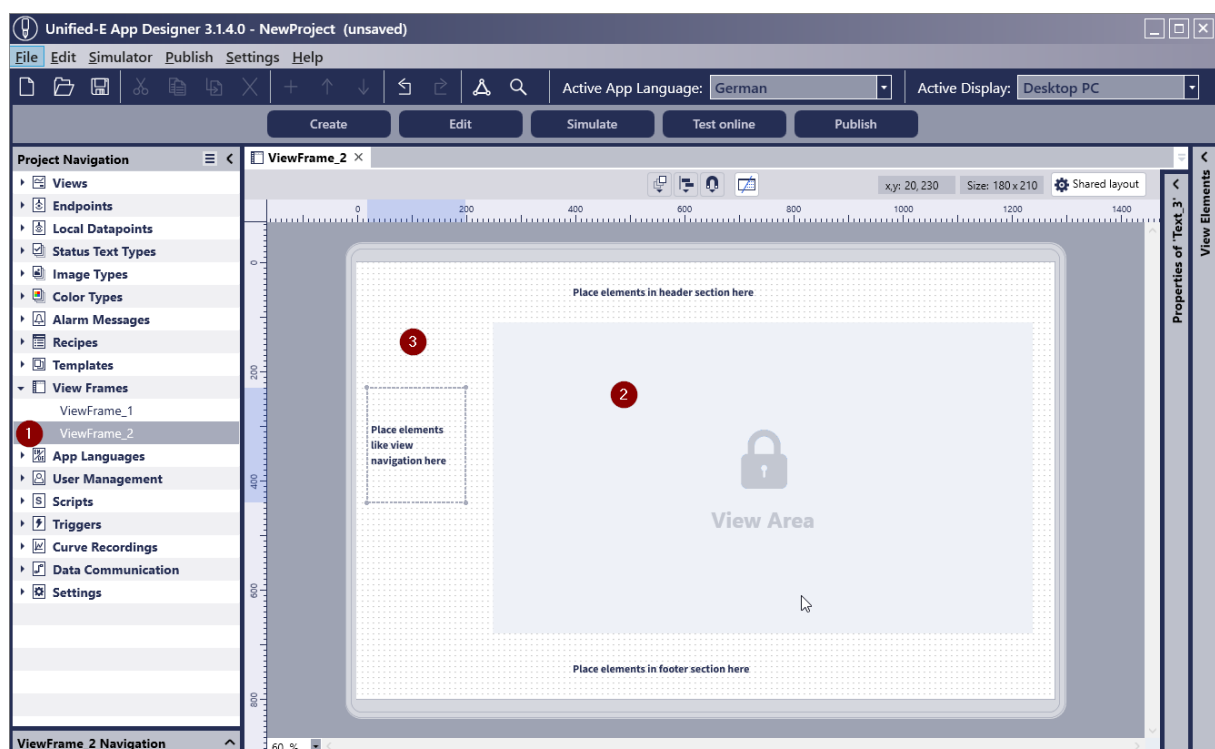 Unified-E App Designer 3.1.4.0 - NewProject (unsaved)
File Edit Simulator Publish Settings Help
Active App Language: German Active Display: Desktop PC
Create Edit Simulate Test online Publish
Project Navigation
ViewFrame_2
Views
Endpoints
Local Datapoints
Status Text Types
Image Types
Color Types
Alarm Messages
Recipes
Templates
View Frames
ViewFrame_1
1 ViewFrame_2
App Languages
User Management
Scripts
Triggers
Curve Recordings
Data Communication
Settings
ViewFrame_2 Navigation
x,y: 20, 230 Size: 180 x 210 Shared layout
0 200 400 600 800 1000 1200 1400
0
200
400
600
800
Place elements in header section here
3
2
Place elements
like view
navigation here
View Area
Place elements in footer section here
60 %
Properties of 'Text_3'
View Elements